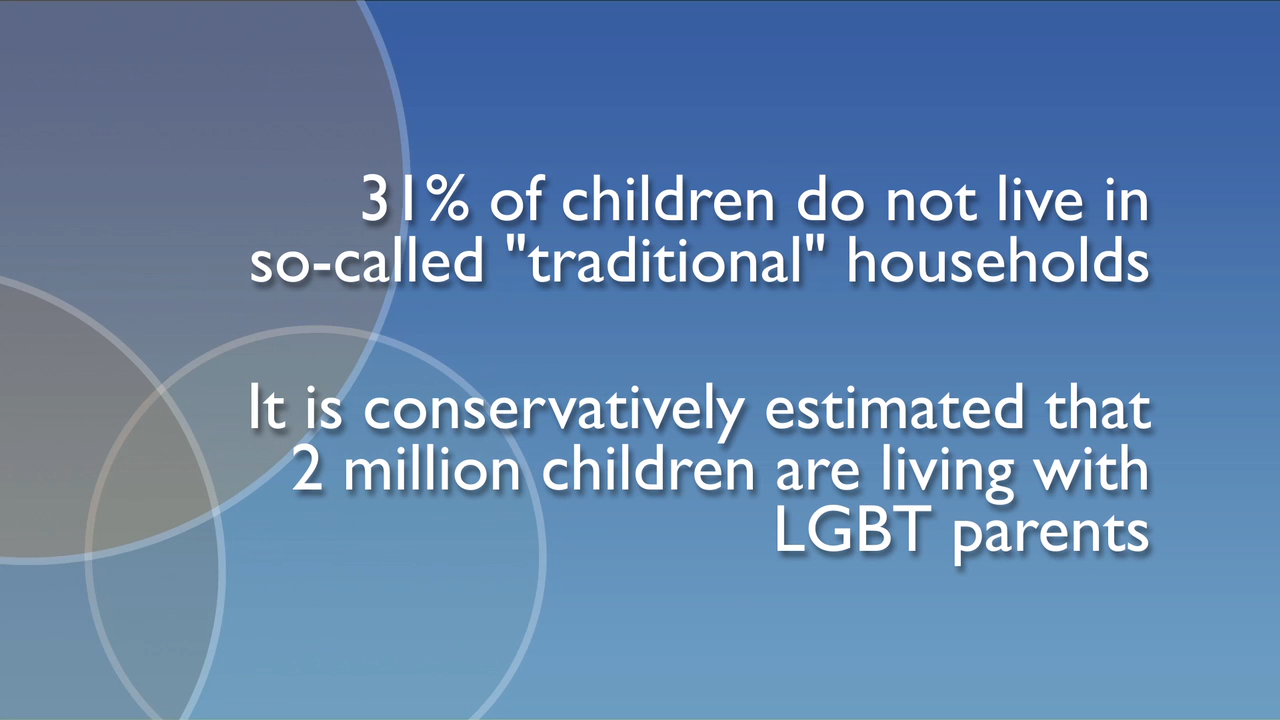 31% of children do not live in
so-called "traditional" households
It is conservatively estimated that
2 million children are living with
LGBT parents